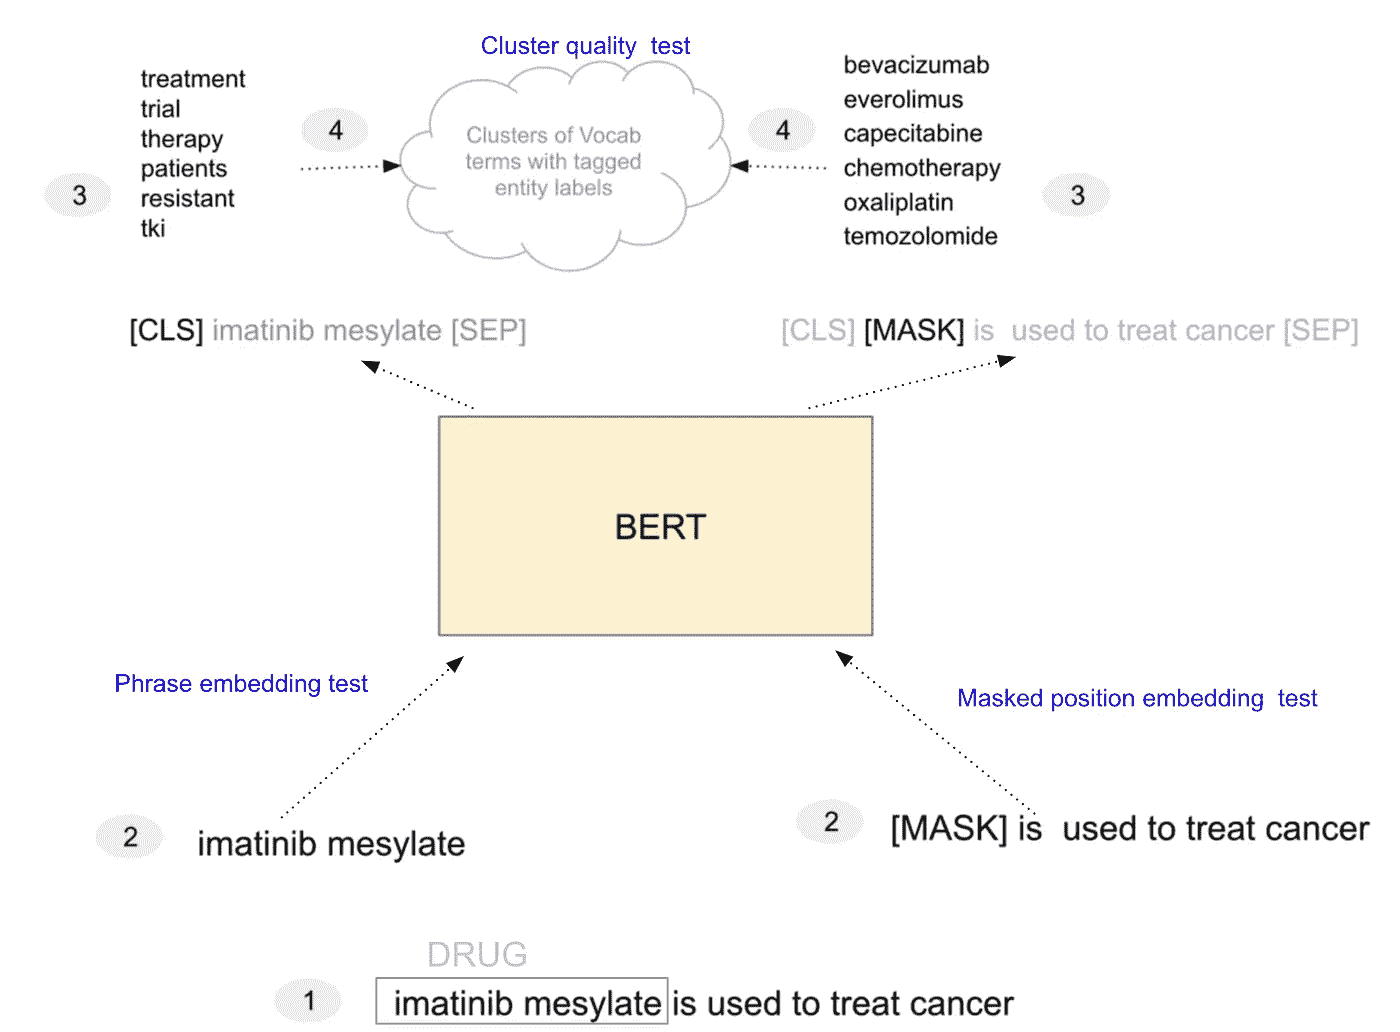 Cluster quality test
treatment
trial
therapy
patients
resistant
tki
3
4
Clusters of Vocab
terms with tagged
entity labels
4
bevacizumab
everolimus
capecitabine
chemotherapy
oxaliplatin
temozolomide
3
[CLS] imatinib mesylate [SEP]
[CLS] [MASK] is used to treat cancer [SEP]
BERT
Phrase embedding test
Masked position embedding test
2
imatinib mesylate
2
[MASK] is used to treat cancer
DRUG
1
imatinib mesylate is used to treat cancer